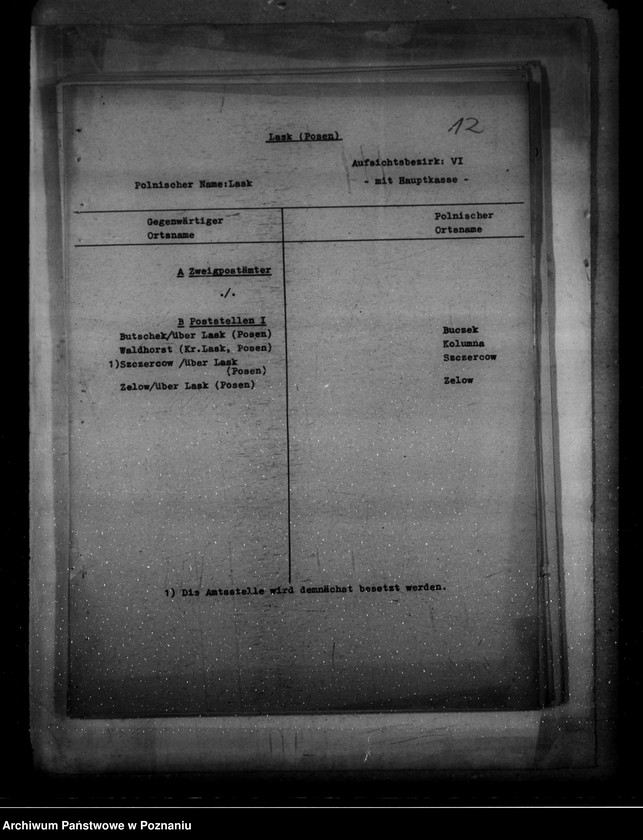 12
Lask (Posen)
Aufsichtsbezirk: VI
Polnischer Name:Lask
- mit Hauptkasse -
Gegenwärtiger
Ortsname
Polnischer
Ortsname
A Zweigpostämter
./.
B Poststellen I
Butschek/über Lask (Posen)
Buczek
Waldhorst (Kr.Lask, Posen)
Kolumna
1)Szczercow /über Lask
(Posen)
Szczercow
Zelow/über Lask (Posen)
Zelow
1) Die Amtsstelle wird demnächst besetzt werden.
Archiwum Państwowe w Poznaniu